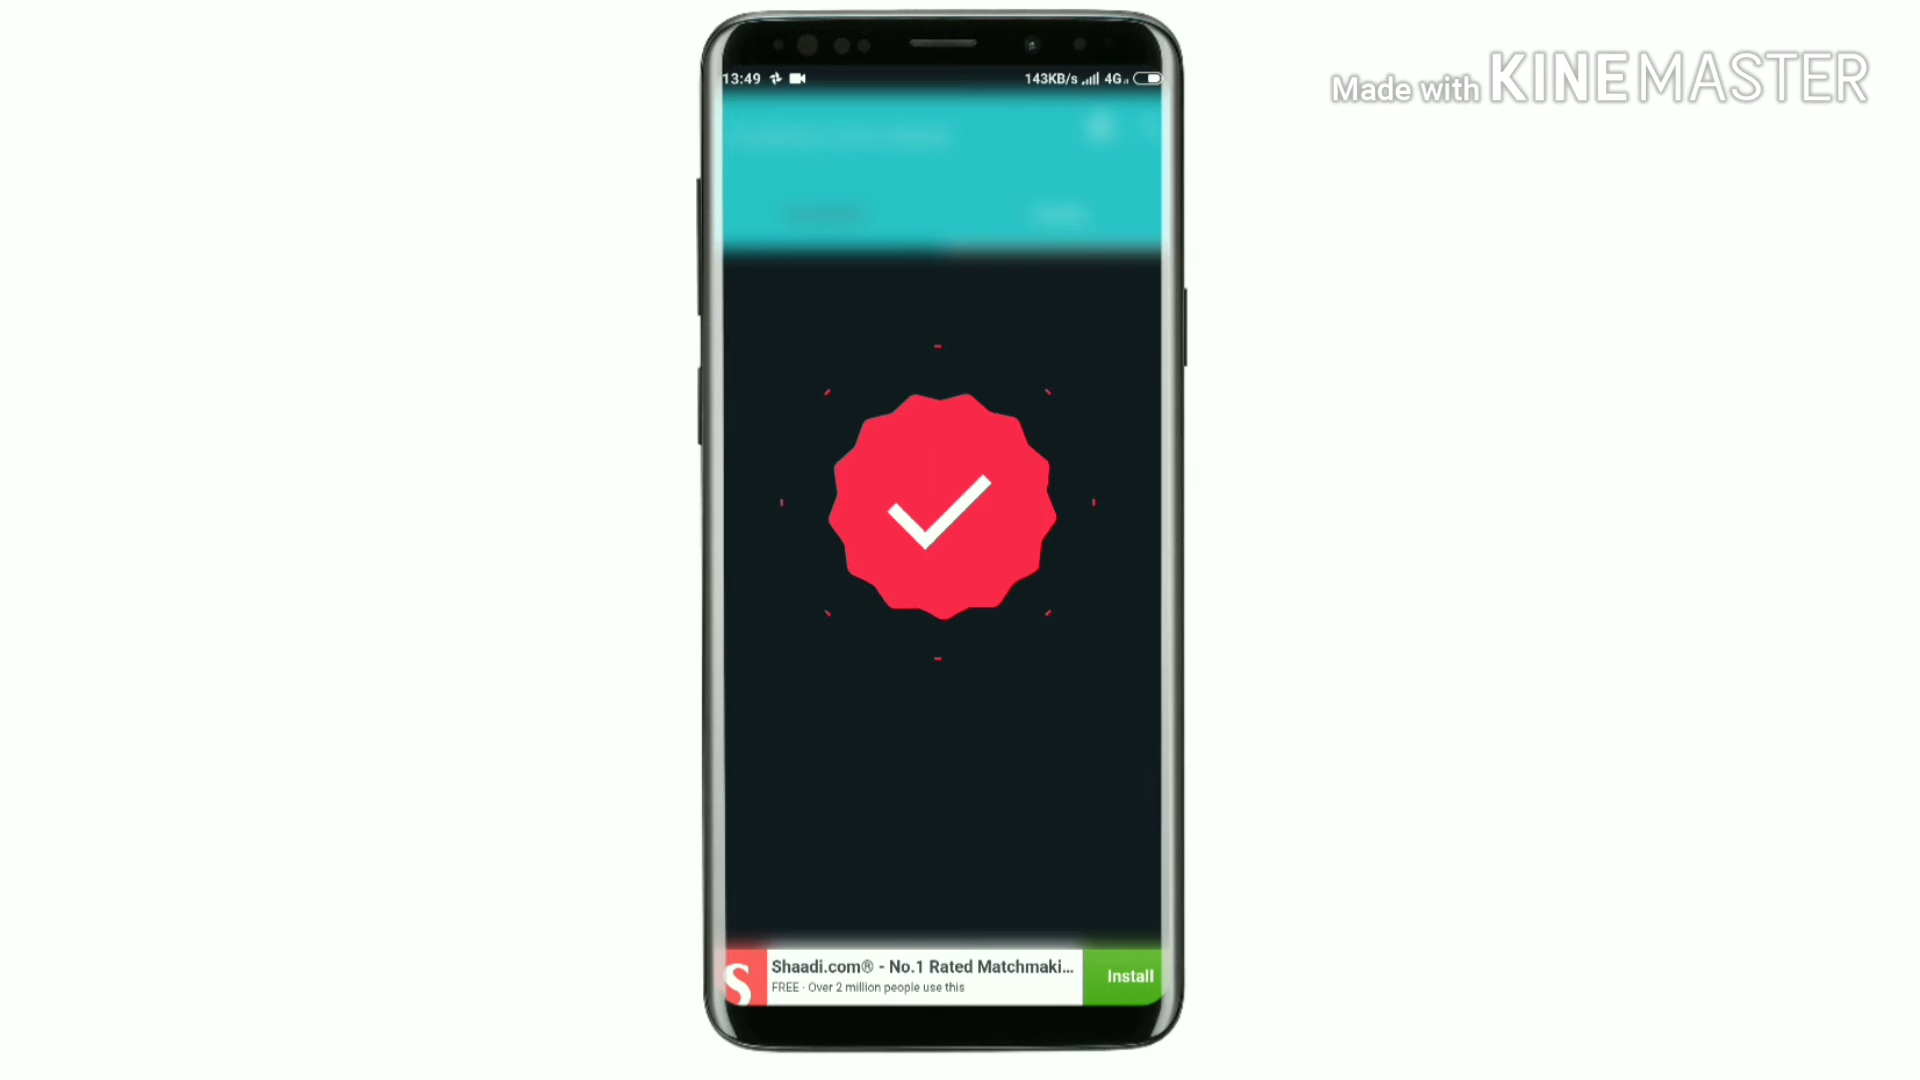 Made with KINEMASTER
13:49
143KB/s 4G
Shaadi.com® - No.1 Rated Matchmaki...
FREE · Over 2 million people use this
Install